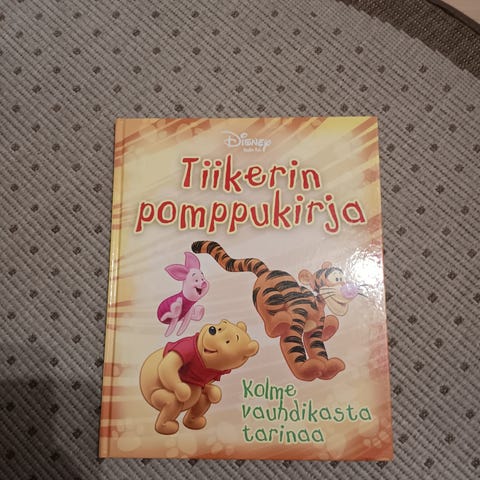 Disney
Tiikerin
pomppukirja
Kolme
vauhdikasta
tarinaa